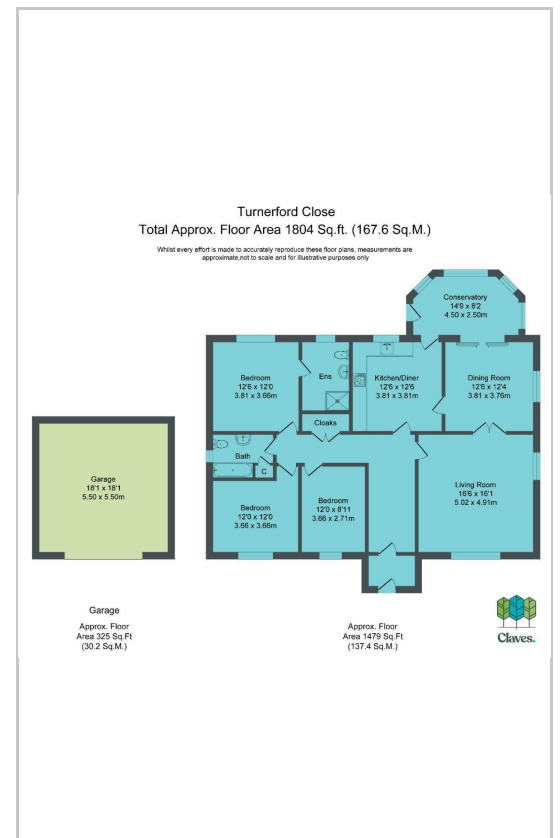 Turnerford Close
Total Approx. Floor Area 1804 Sq.ft. (167.6 Sq.M.)
Whilst every effort is made to accurately reproduce these floor plans, measurements are
approximate,not to scale and for illustrative purposes only
Conservatory
14'9 x 8'2
4.50 x 2.50m
Bedroom
12'6 x 12'0
3.81 x 3.66m
Ens
Kitchen/Diner
12'6 x 12'6
3.81 x 3.81m
Dining Room
12'6 x 12'4
3.81 x 3.76m
Cloaks
Bath
C
Garage
18'1 x 18'1
5.50 x 5.50m
Living Room
16'6 x 16'1
5.02 x 4.91m
Bedroom
12'0 x 12'0
3.66 x 3.66m
Bedroom
12'0 x 8'11
3.66 x 2.71m
Garage
Approx. Floor
Area 325 Sq.Ft
(30.2 Sq.M.)
Approx. Floor
Area 1479 Sq.Ft
(137.4 Sq.M.)
Claves.